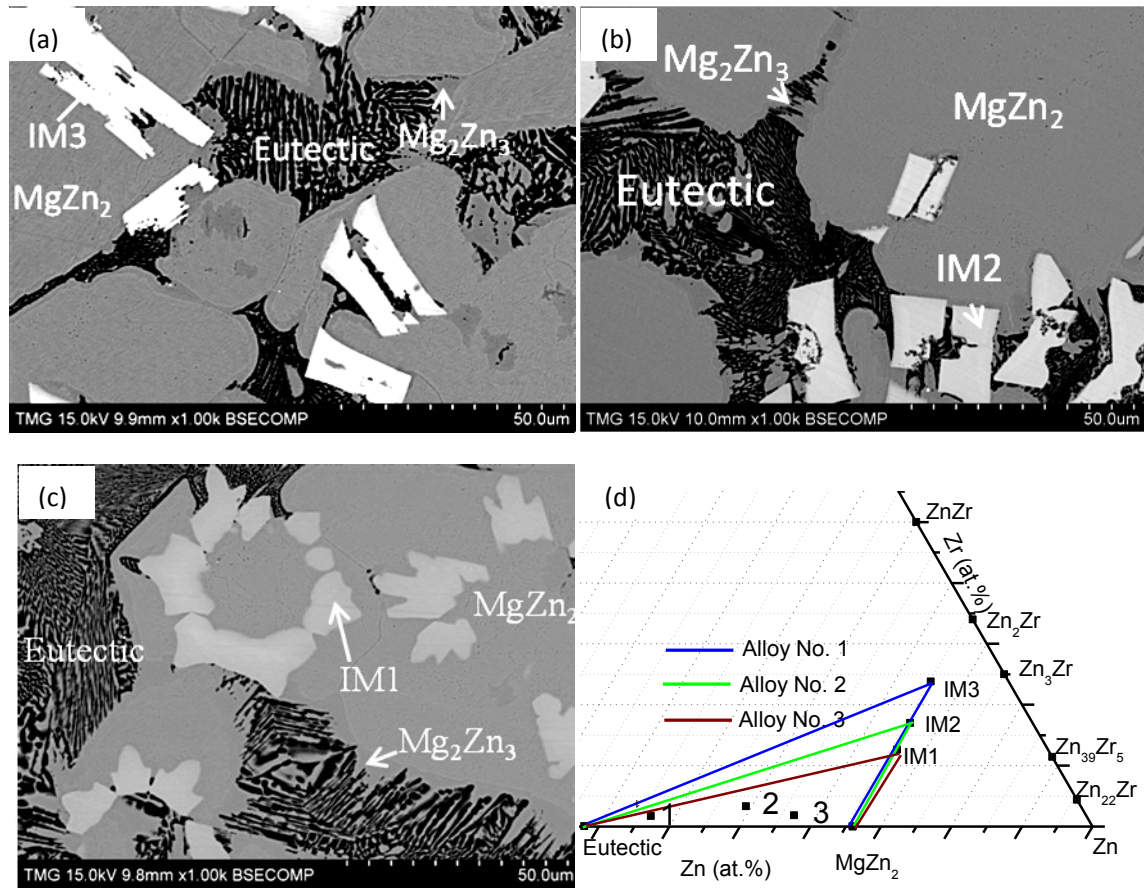 (a)
IM3
Mg₂Zn₃
Eutectic
MgZn₂
TMG 15.0kV 9.9mm x1.00k BSECOMP
50.0um
(b)
Mg₂Zn₃
MgZn₂
Eutectic
IM2
TMG 15.0kV 10.0mm x1.00k BSECOMP
50.0um
(c)
MgZn₂
Eutectic
IM1
Mg₂Zn₃
TMG 15.0kV 9.8mm x1.00k BSECOMP
50.0um
(d)
ZnZr
Zr (at.%)
Zn₂Zr
Alloy No. 1
Zn₃Zr
Alloy No. 2
IM3
Alloy No. 3
IM2
IM1
Zn₃₉Zr₅
Zn₂₂Zr
1
2
3
Eutectic
MgZn₂
Zn
Zn (at.%)